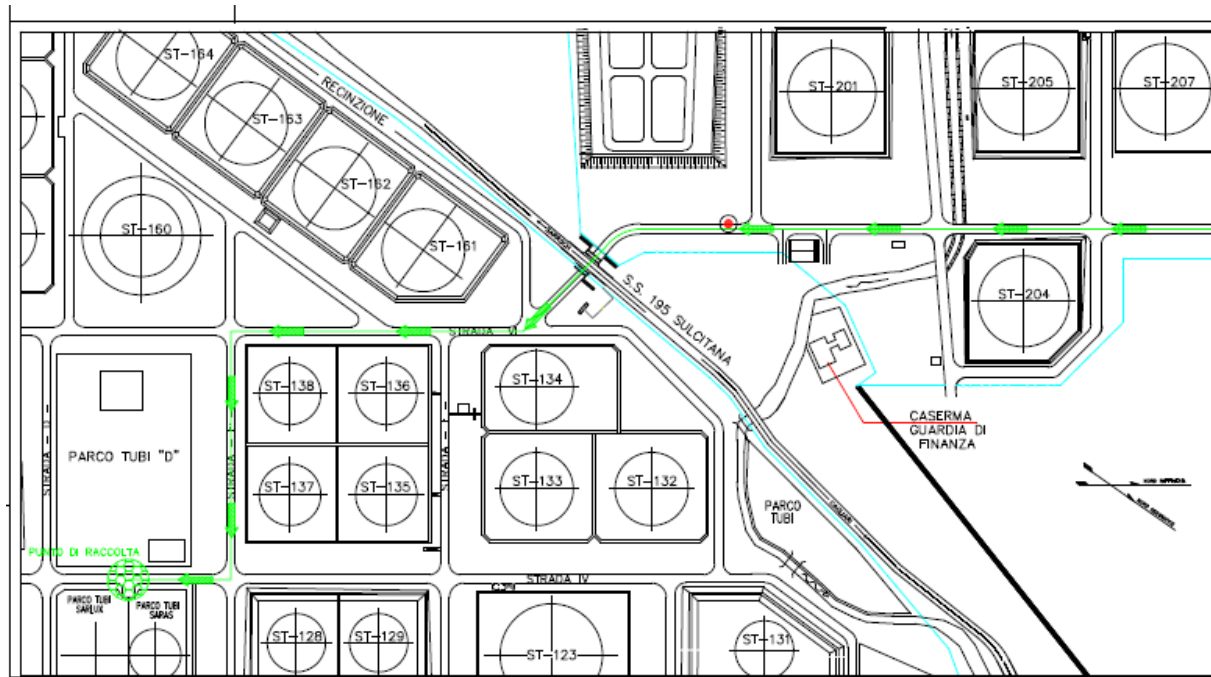 ST-164
ST-163
ST-162
ST-161
ST-160
RECINZIONE
ST-201
ST-205
ST-207
ST-204
S.S. 195 SULCITANA
STRADA VI
ST-138
ST-136
ST-137
ST-135
ST-134
ST-133
ST-132
PARCO TUBI "D"
CASERMA
GUARDIA DI
FINANZA
PARCO
TUBI
CAGLIARI
PUNTO DI RACCOLTA
PARCO TUBI
SARLUX
PARCO TUBI
SARAS
STRADA IV
ST-128
ST-129
ST-123
ST-131